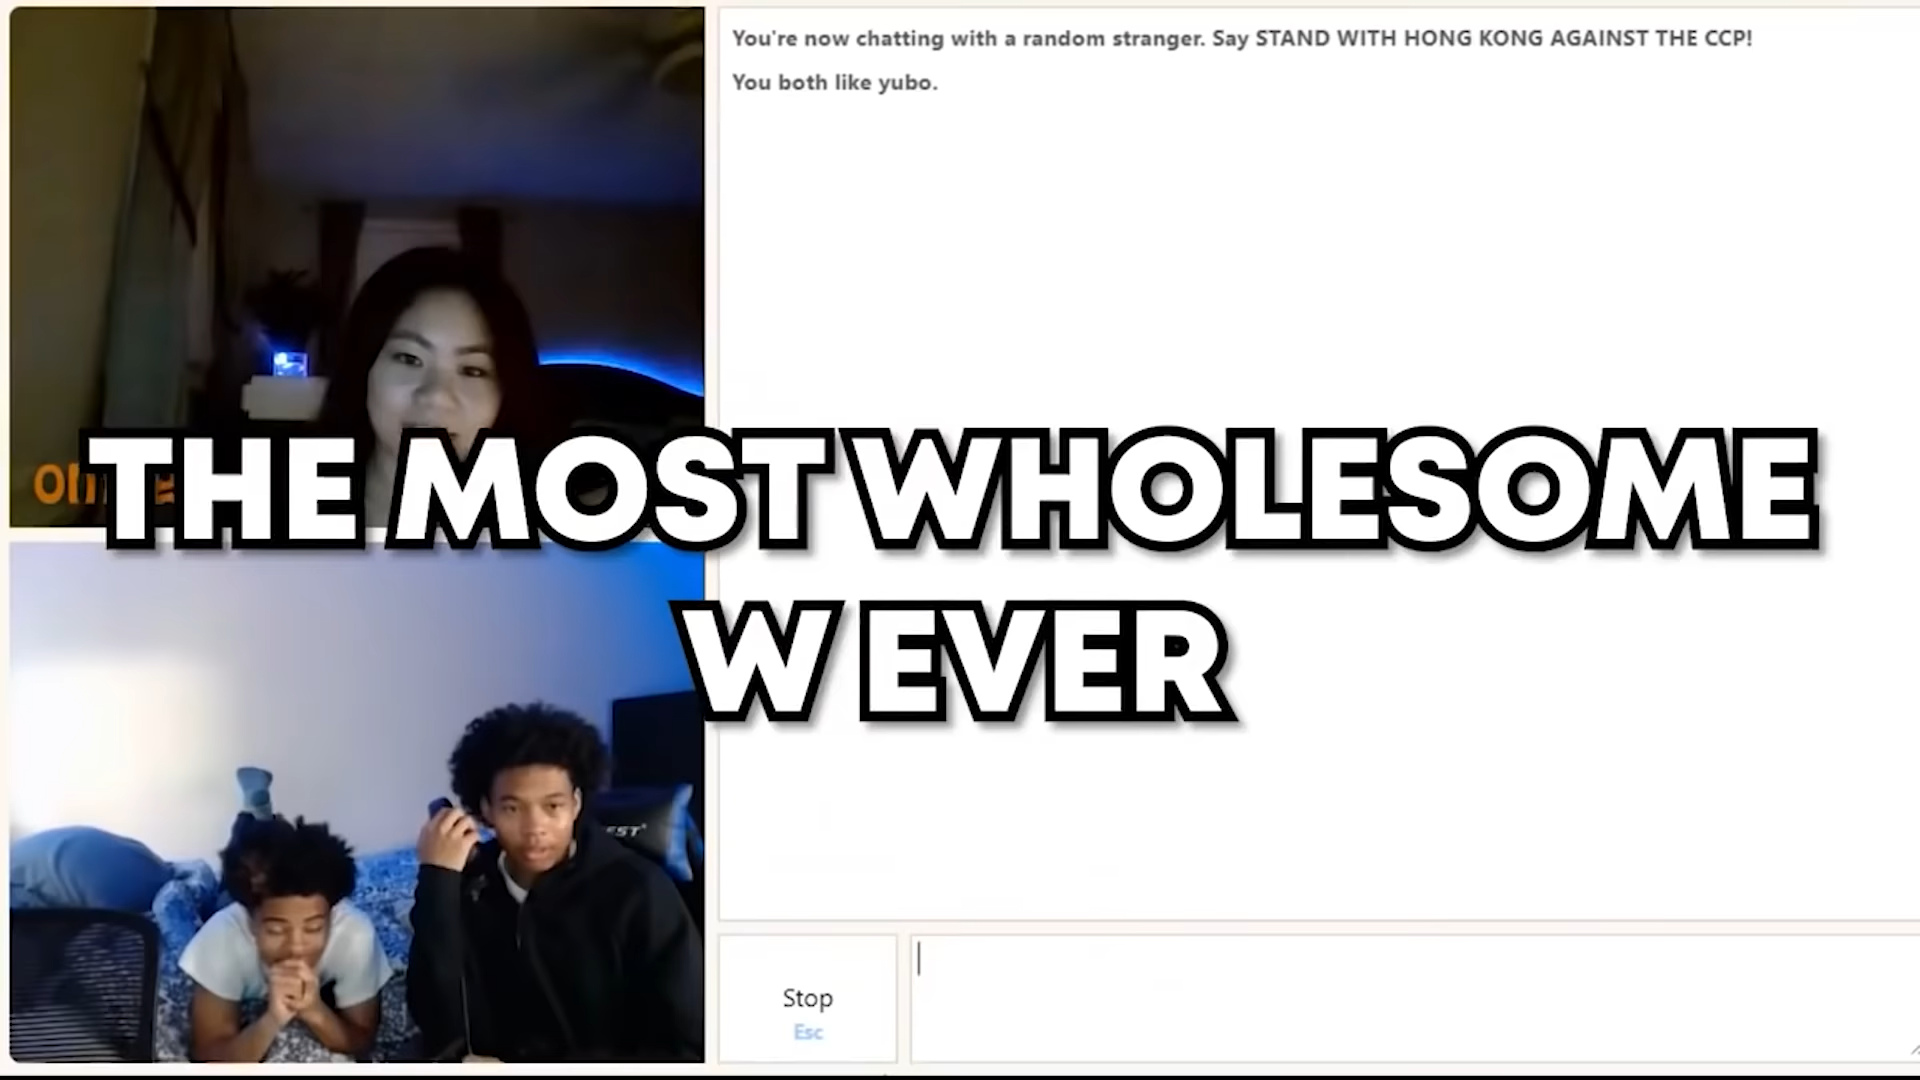 You're now chatting with a random stranger. Say STAND WITH HONG KONG AGAINST THE CCP!
You both like yubo.
THE MOST WHOLESOME
W EVER
Stop
Esc